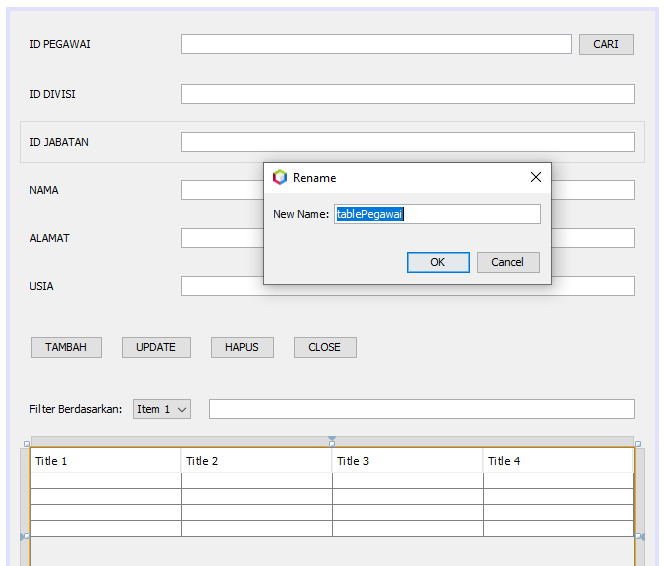 ID PEGAWAI CARI
ID DIVISI
ID JABATAN
Rename
NAMA
New Name: tablePegawai
ALAMAT
OK Cancel
USIA
TAMBAH UPDATE HAPUS CLOSE
Filter Berdasarkan: Item 1
Title 1 Title 2 Title 3 Title 4